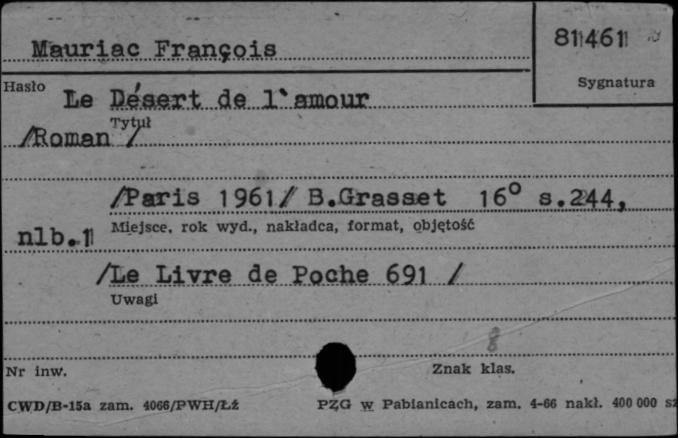 Mauriac François
81461
Hasło
Sygnatura
Le Désert de l`amour
Tytuł
/Roman /
/Paris 1961/ B.Grasset 16° s.244,
Miejsce, rok wyd., nakładca, format, objętość
nlb.1
/Le Livre de Poche 691 /
Uwagi
8
Nr inw.
Znak klas.
CWD/B-15a zam. 4066/PWH/Łż PZG w Pabianicach, zam. 4-66 nakł. 400 000